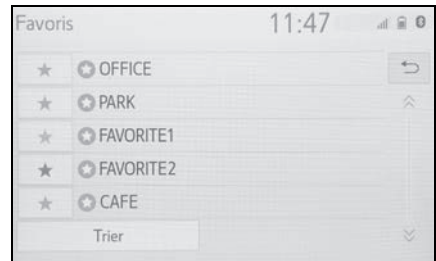 Favoris 11:47
OFFICE
PARK
FAVORITE1
FAVORITE2
CAFE
Trier